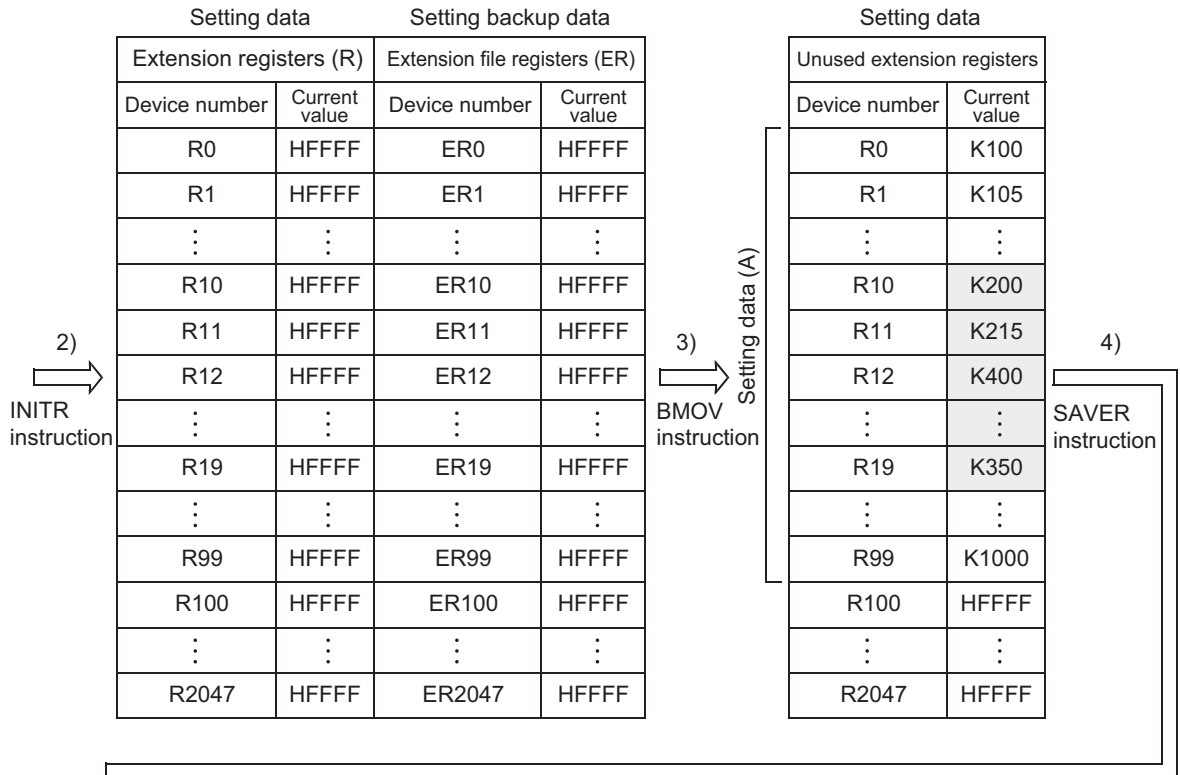 Setting data Setting backup data Setting data
Extension registers (R) Extension file registers (ER) Unused extension registers
Device number Current value Device number Current value Device number Current value
R0 HFFFF ER0 HFFFF R0 K100
R1 HFFFF ER1 HFFFF R1 K105
⋮ ⋮ ⋮ ⋮ ⋮ ⋮
R10 HFFFF ER10 HFFFF R10 K200
R11 HFFFF ER11 HFFFF R11 K215
2) 3) Setting data (A) 4)
R12 HFFFF ER12 HFFFF R12 K400
INITR instruction BMOV instruction SAVER instruction
⋮ ⋮ ⋮ ⋮ ⋮ ⋮
R19 HFFFF ER19 HFFFF R19 K350
⋮ ⋮ ⋮ ⋮ ⋮ ⋮
R99 HFFFF ER99 HFFFF R99 K1000
R100 HFFFF ER100 HFFFF R100 HFFFF
⋮ ⋮ ⋮ ⋮ ⋮ ⋮
R2047 HFFFF ER2047 HFFFF R2047 HFFFF